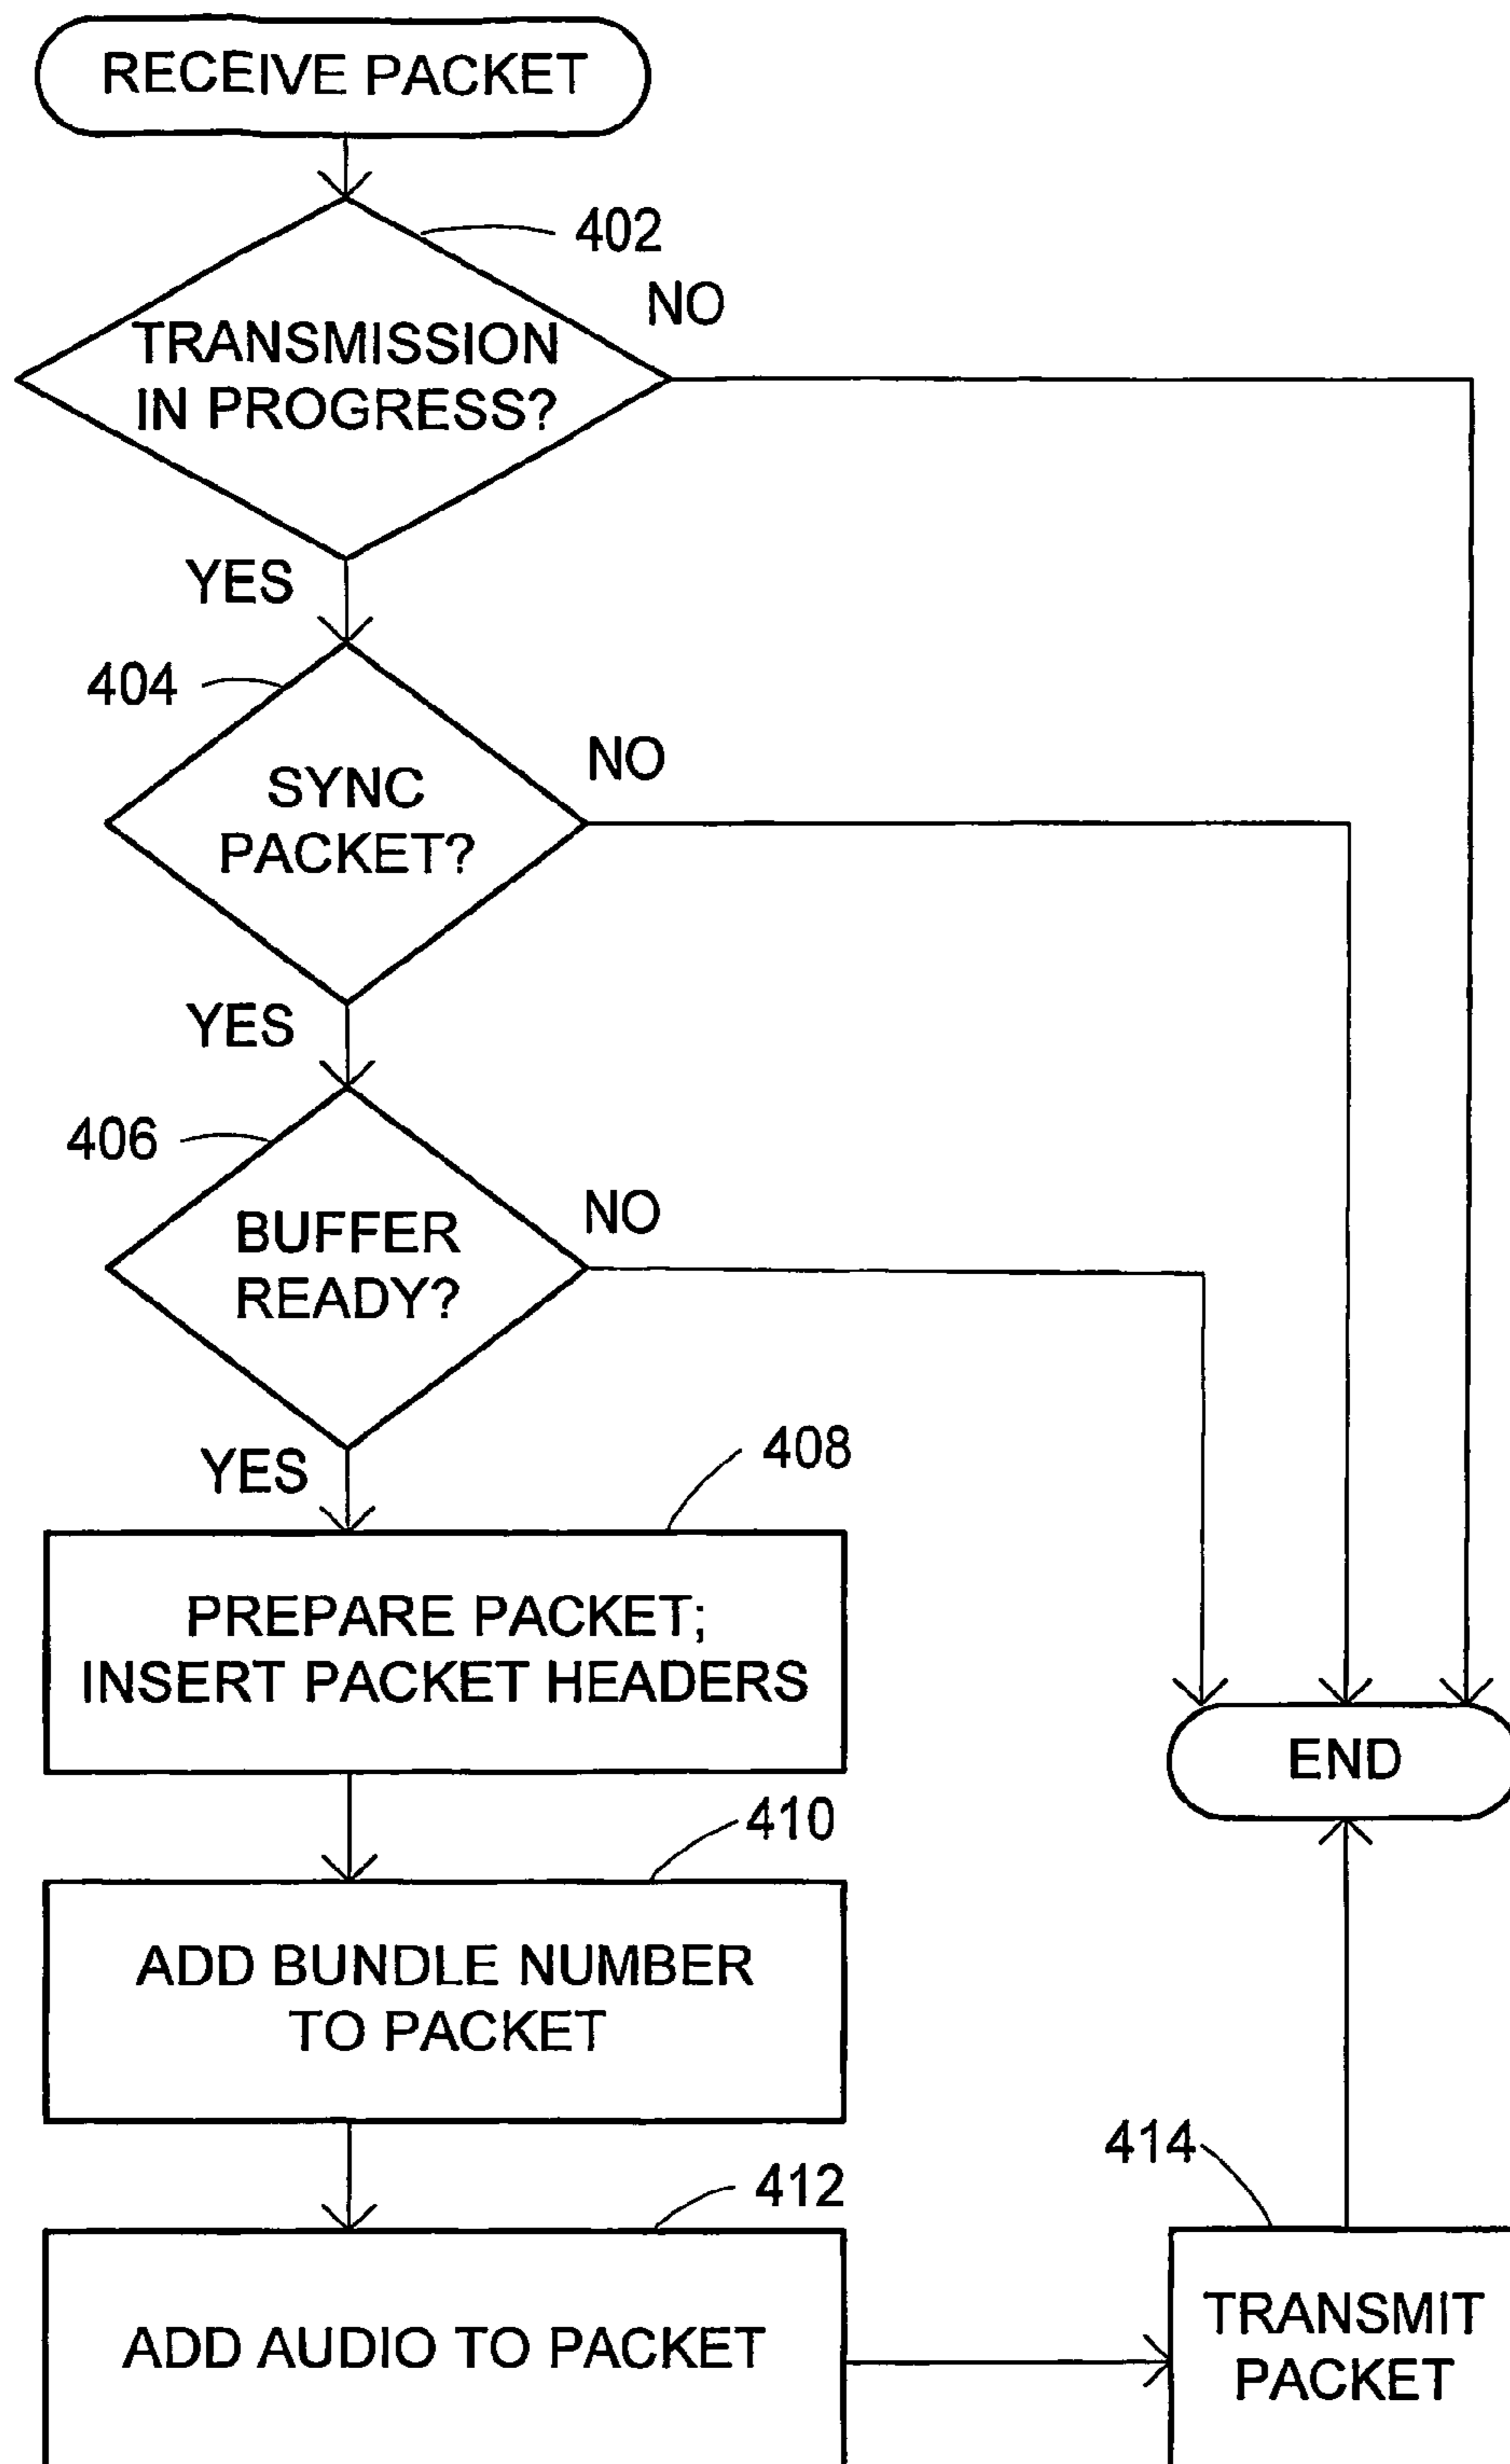 RECEIVE PACKET
402
NO
TRANSMISSION
IN PROGRESS?
YES
404
NO
SYNC
PACKET?
YES
406
NO
BUFFER
READY?
YES
408
PREPARE PACKET;
INSERT PACKET HEADERS
END
410
ADD BUNDLE NUMBER
TO PACKET
414
412
TRANSMIT
PACKET
ADD AUDIO TO PACKET